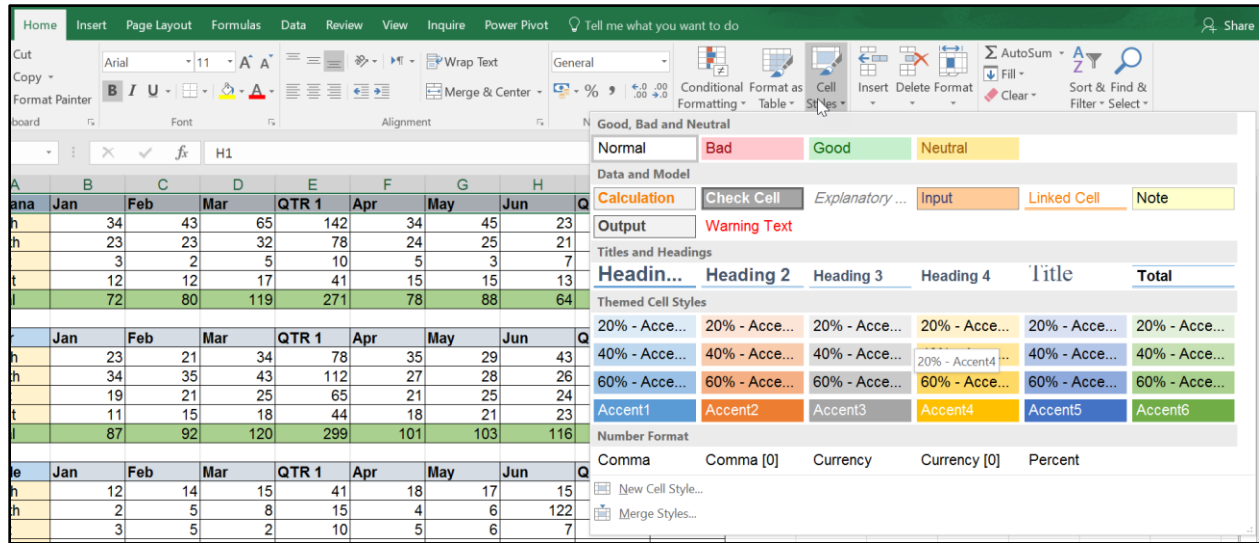 Home Insert Page Layout Formulas Data Review View Inquire Power Pivot Tell me what you want to do Share
Cut Arial 11 A A Wrap Text General AutoSum
Copy Fill
Format Painter B I U A Merge & Center % , .0 .00 .00 .0 Conditional Formatting Format as Table Cell Styles Insert Delete Format Clear Sort & Filter Find & Select
board Font Alignment N
fx H1
A B C D E F G H
ana Jan Feb Mar QTR 1 Apr May Jun Q
h 34 43 65 142 34 45 23
th 23 23 32 78 24 25 21
3 2 5 10 5 3 7
t 12 12 17 41 15 15 13
l 72 80 119 271 78 88 64
r Jan Feb Mar QTR 1 Apr May Jun Q
h 23 21 34 78 35 29 43
th 34 35 43 112 27 28 26
19 21 25 65 21 25 24
t 11 15 18 44 18 21 23
l 87 92 120 299 101 103 116
le Jan Feb Mar QTR 1 Apr May Jun Q
h 12 14 15 41 18 17 15
th 2 5 8 15 4 6 122
3 5 2 10 5 6 7
Good, Bad and Neutral
Normal Bad Good Neutral
Data and Model
Calculation Check Cell Explanatory ... Input Linked Cell Note
Output Warning Text
Titles and Headings
Headin... Heading 2 Heading 3 Heading 4 Title Total
Themed Cell Styles
20% - Acce... 20% - Acce... 20% - Acce... 20% - Acce... 20% - Acce... 20% - Acce...
40% - Acce... 40% - Acce... 40% - Acce... 20% - Accent4 40% - Acce... 40% - Acce...
60% - Acce... 60% - Acce... 60% - Acce... 60% - Acce... 60% - Acce... 60% - Acce...
Accent1 Accent2 Accent3 Accent4 Accent5 Accent6
Number Format
Comma Comma [0] Currency Currency [0] Percent
New Cell Style...
Merge Styles...